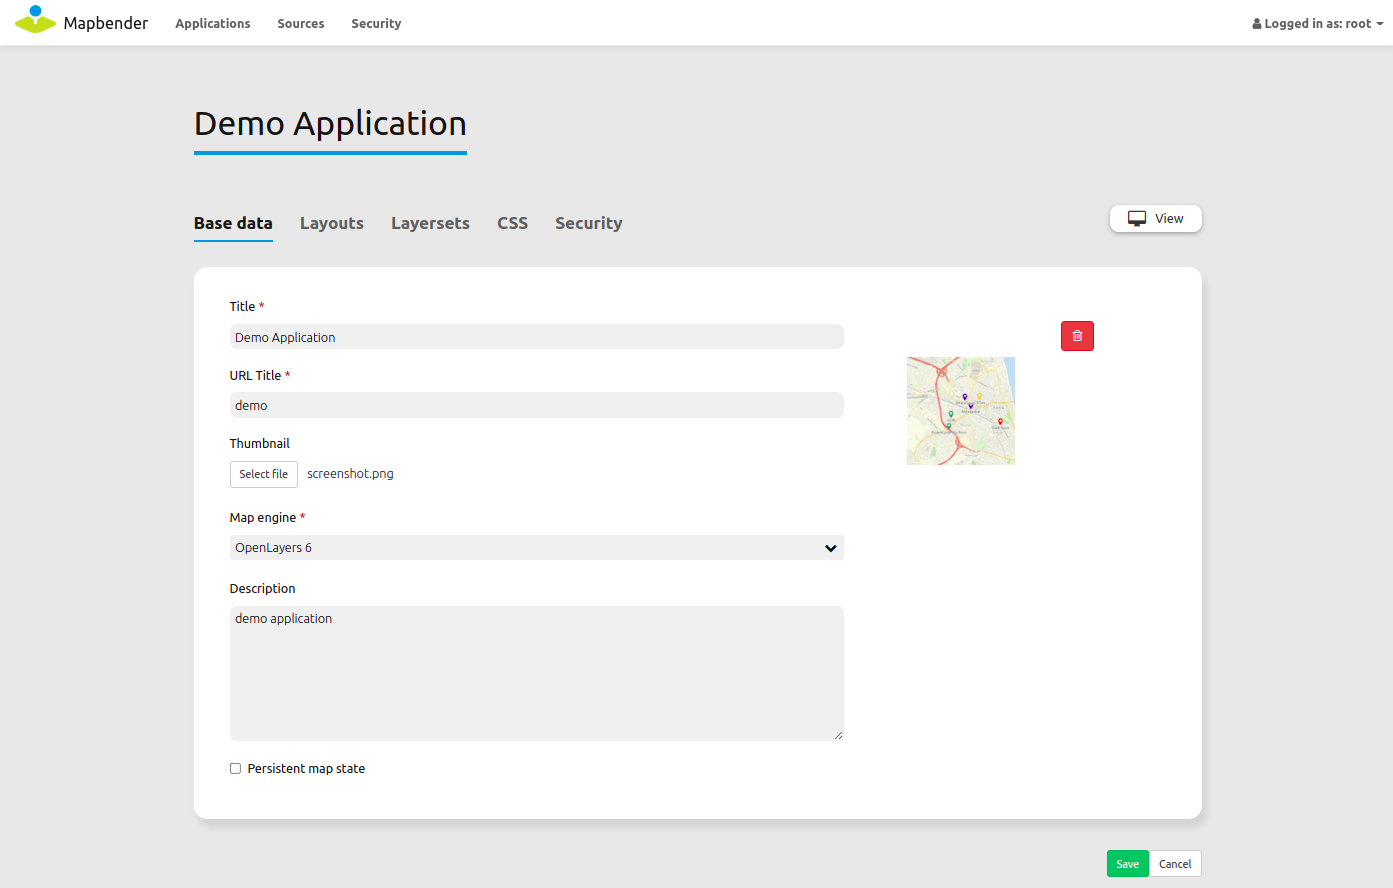 Mapbender Applications Sources Security Logged in as: root
Demo Application
Base data Layouts Layersets CSS Security View
Title *
Demo Application
URL Title *
demo
Thumbnail
Select file screenshot.png
Map engine *
OpenLayers 6
Description
demo application
Persistent map state
Save Cancel